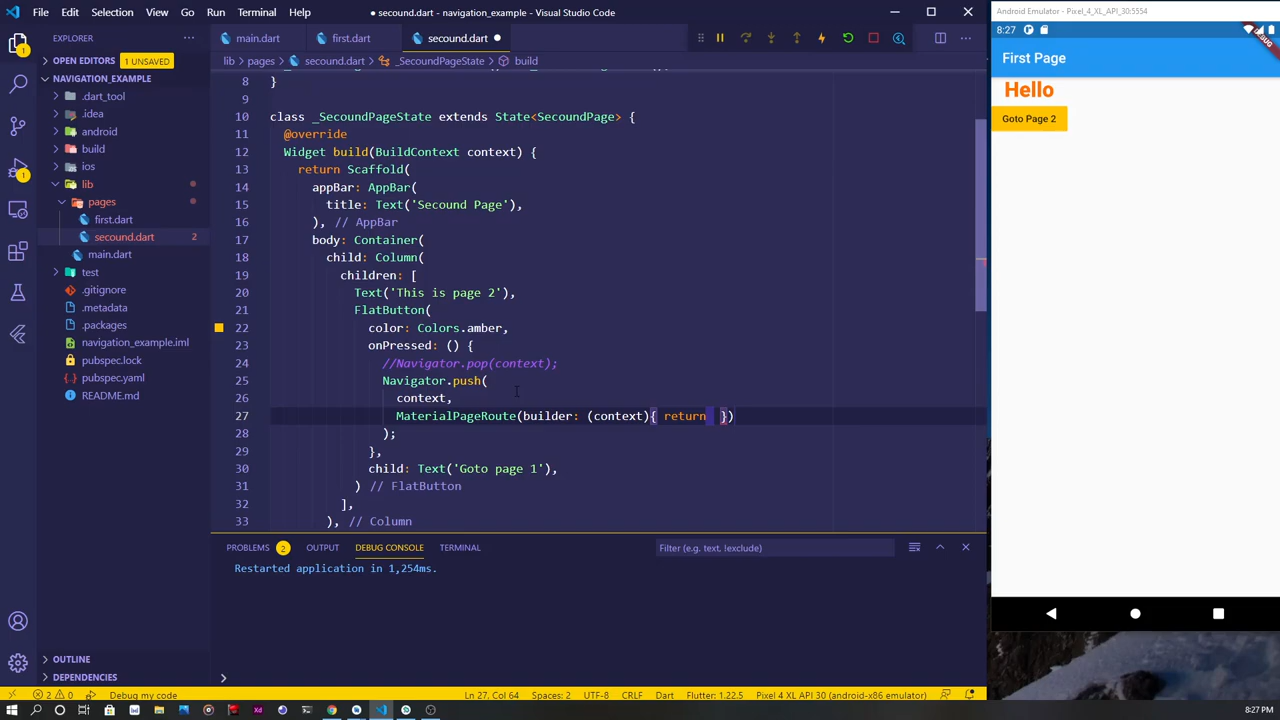 File Edit Selection View Go Run Terminal Help
● secound.dart - navigation_example - Visual Studio Code
EXPLORER
OPEN EDITORS 1 UNSAVED
NAVIGATION_EXAMPLE
.dart_tool
.idea
android
build
ios
lib
pages
first.dart
secound.dart 2
main.dart
test
.gitignore
.metadata
.packages
navigation_example.iml
pubspec.lock
pubspec.yaml
README.md
OUTLINE
DEPENDENCIES
main.dart first.dart secound.dart
lib > pages > secound.dart > _SecoundPageState > build
8 }
9
10 class _SecoundPageState extends State<SecoundPage> {
11 @override
12 Widget build(BuildContext context) {
13 return Scaffold(
14 appBar: AppBar(
15 title: Text('Secound Page'),
16 ), // AppBar
17 body: Container(
18 child: Column(
19 children: [
20 Text('This is page 2'),
21 FlatButton(
22 color: Colors.amber,
23 onPressed: () {
24 //Navigator.pop(context);
25 Navigator.push(
26 context,
27 MaterialPageRoute(builder: (context){ return })
28 );
29 },
30 child: Text('Goto page 1'),
31 ) // FlatButton
32 ],
33 ), // Column
PROBLEMS 2 OUTPUT DEBUG CONSOLE TERMINAL Filter (e.g. text, !exclude)
Restarted application in 1,254ms.
2 0 Debug my code Ln 27, Col 64 Spaces: 2 UTF-8 CRLF Dart Flutter: 1.22.5 Pixel 4 XL API 30 (android-x86 emulator)
Android Emulator - Pixel_4_XL_API_30:5554
8:27
DEBUG
First Page
Hello
Goto Page 2
8:27 PM